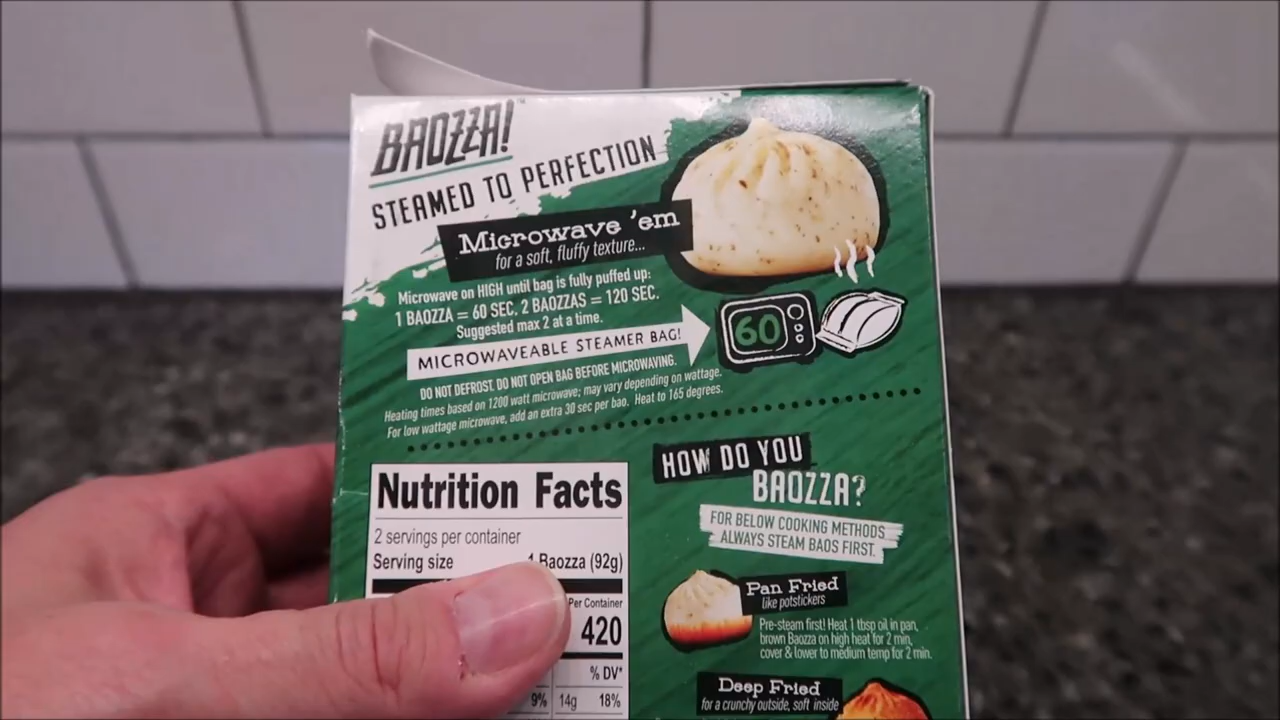 BAOZZA!™
STEAMED TO PERFECTION
Microwave 'em
for a soft, fluffy texture...
Microwave on HIGH until bag is fully puffed up:
1 BAOZZA = 60 SEC. 2 BAOZZAS = 120 SEC.
Suggested max 2 at a time.
MICROWAVEABLE STEAMER BAG!
60
DO NOT DEFROST. DO NOT OPEN BAG BEFORE MICROWAVING.
Heating times based on 1200 watt microwave; may vary depending on wattage.
For low wattage microwave, add an extra 30 sec per bao. Heat to 165 degrees.
Nutrition Facts
2 servings per container
Serving size 1 Baozza (92g)
Per Container
420
% DV*
9% 14g 18%
HOW DO YOU
BAOZZA?
FOR BELOW COOKING METHODS,
ALWAYS STEAM BAOS FIRST.
Pan Fried
like potstickers
Pre-steam first! Heat 1 tbsp oil in pan,
brown Baozza on high heat for 2 min,
cover & lower to medium temp for 2 min.
Deep Fried
for a crunchy outside, soft inside